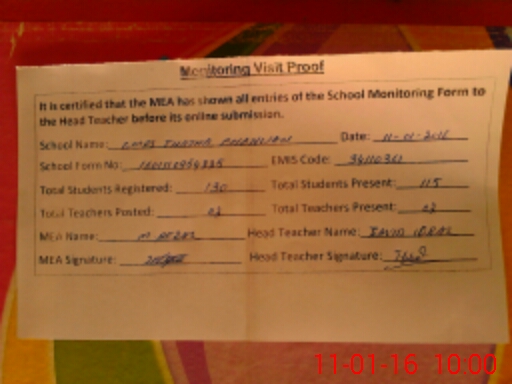 Monitoring Visit Proof
It is certified that the MEA has shown all entries of the School Monitoring Form to
the Head Teacher before its online submission.
School Name: Date: 11-01-2016
School Form No: EMIS Code:
Total Students Registered: 130 Total Students Present: 115
Total Teachers Posted: 03 Total Teachers Present: 03
MEA Name: Head Teacher Name:
MEA Signature: Head Teacher Signature:
11-01-16 10:00